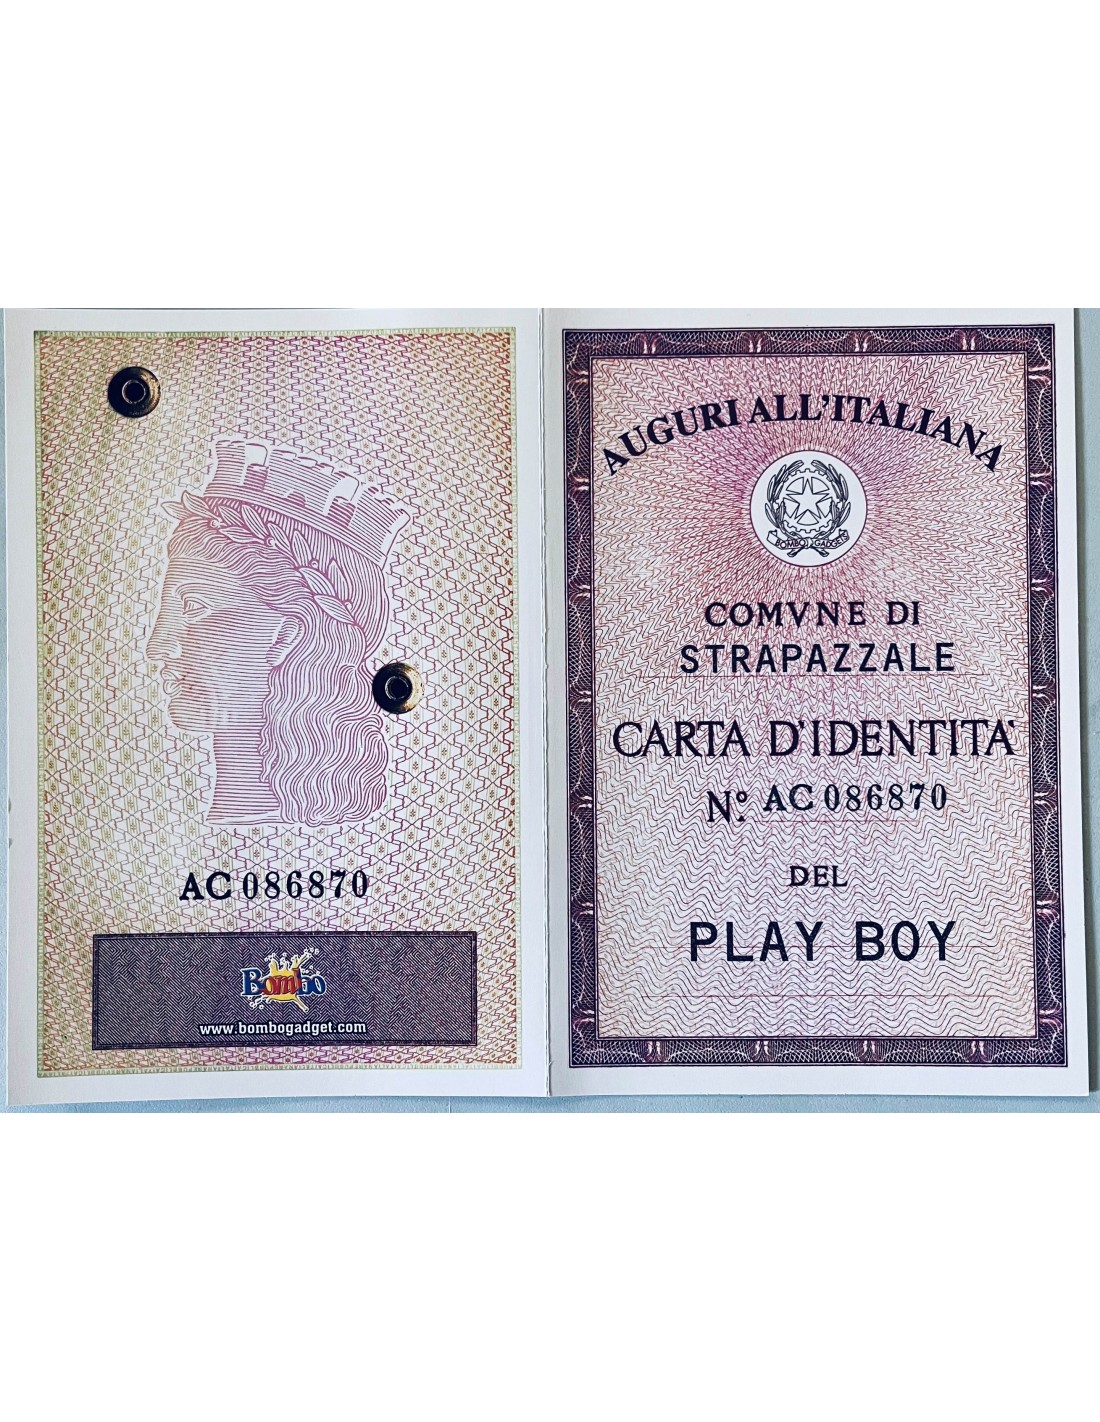 AC 086870
Bombo
www.bombogadget.com
AUGURI ALL'ITALIANA
BOMBO GADGET
COMVNE DI
STRAPAZZALE
CARTA D'IDENTITA'
Nº. AC 086870
DEL
PLAY BOY